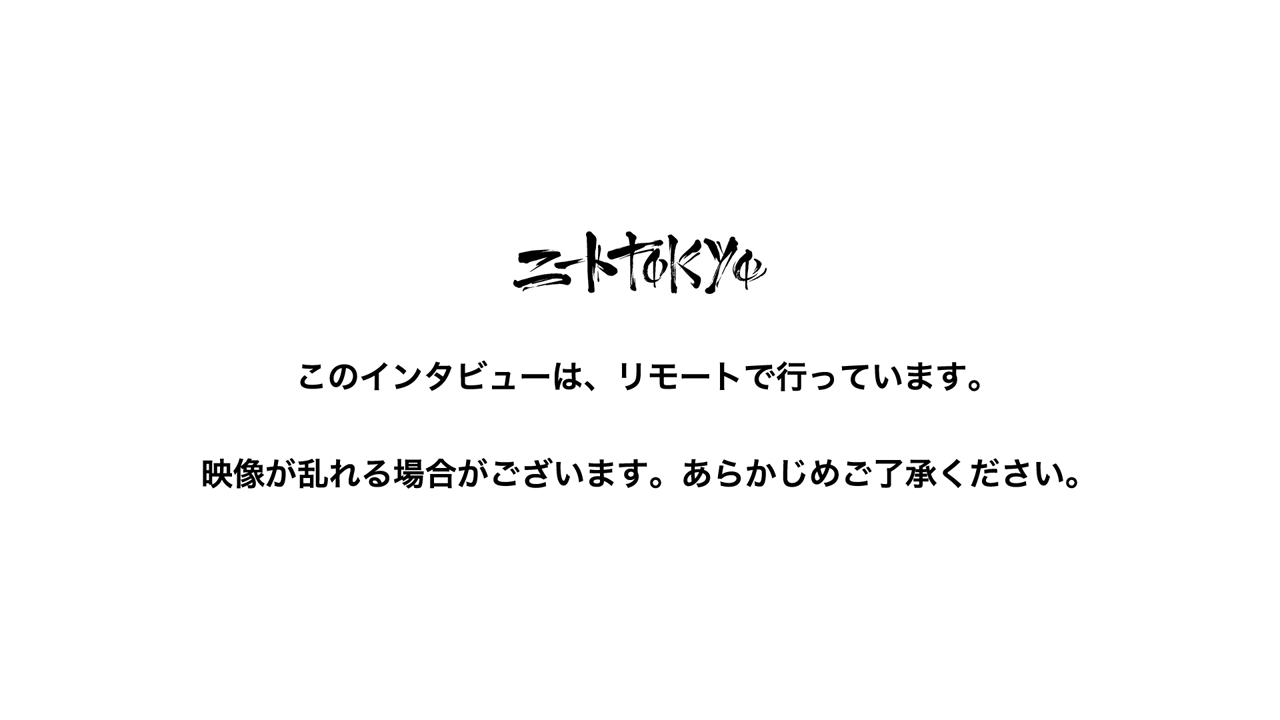 ニートtokyo
このインタビューは、リモートで行っています。
映像が乱れる場合がございます。あらかじめご了承ください。